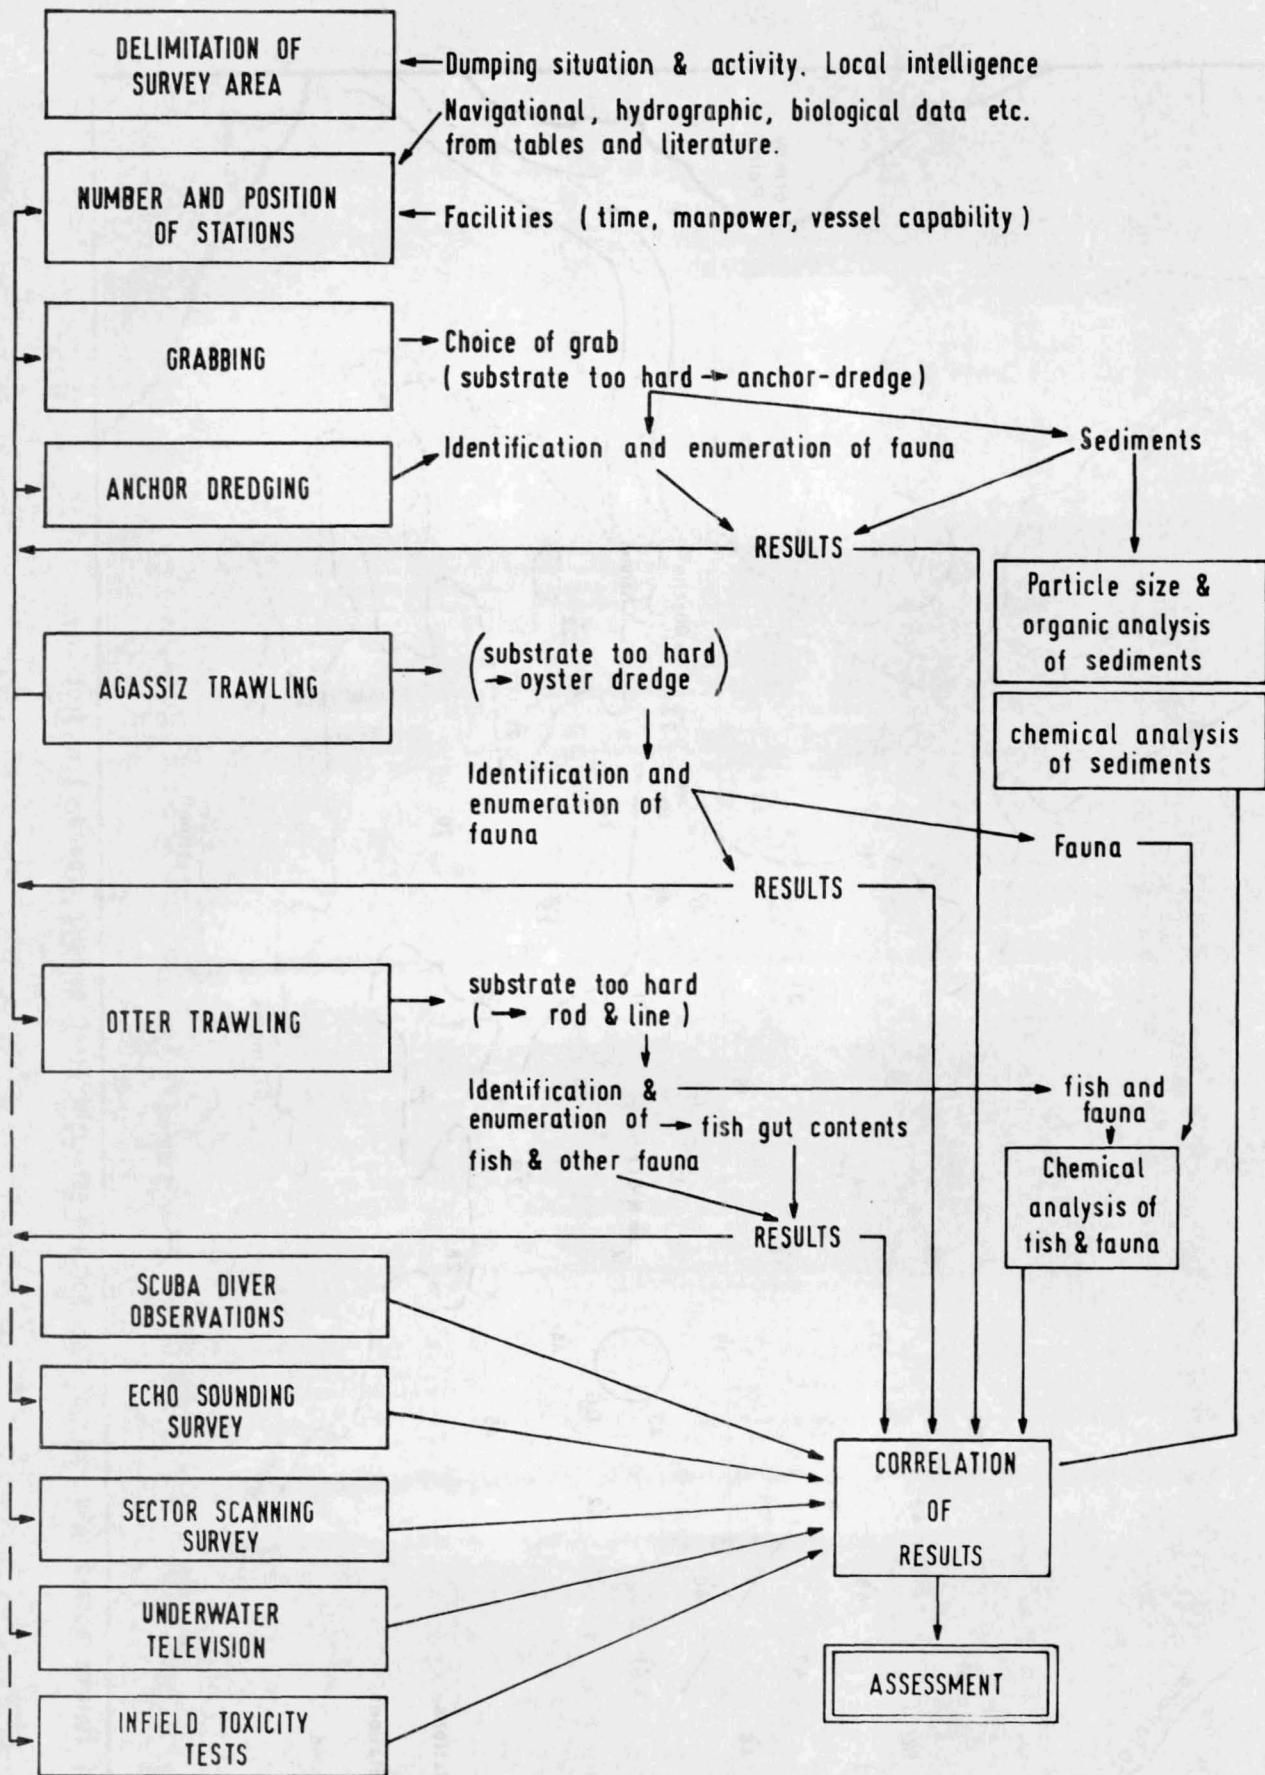 DELIMITATION OF
SURVEY AREA
Dumping situation & activity. Local intelligence
Navigational, hydrographic, biological data etc.
from tables and literature.
NUMBER AND POSITION
OF STATIONS
Facilities (time, manpower, vessel capability)
GRABBING
Choice of grab
(substrate too hard → anchor-dredge)
ANCHOR DREDGING
Identification and enumeration of fauna
Sediments
RESULTS
Particle size &
organic analysis
of sediments
chemical analysis
of sediments
AGASSIZ TRAWLING
(substrate too hard
→ oyster dredge)
Identification and
enumeration of
fauna
Fauna
RESULTS
OTTER TRAWLING
substrate too hard
(→ rod & line)
Identification &
enumeration of → fish gut contents
fish & other fauna
fish and
fauna
Chemical
analysis of
fish & fauna
RESULTS
SCUBA DIVER
OBSERVATIONS
ECHO SOUNDING
SURVEY
SECTOR SCANNING
SURVEY
UNDERWATER
TELEVISION
INFIELD TOXICITY
TESTS
CORRELATION
OF
RESULTS
ASSESSMENT